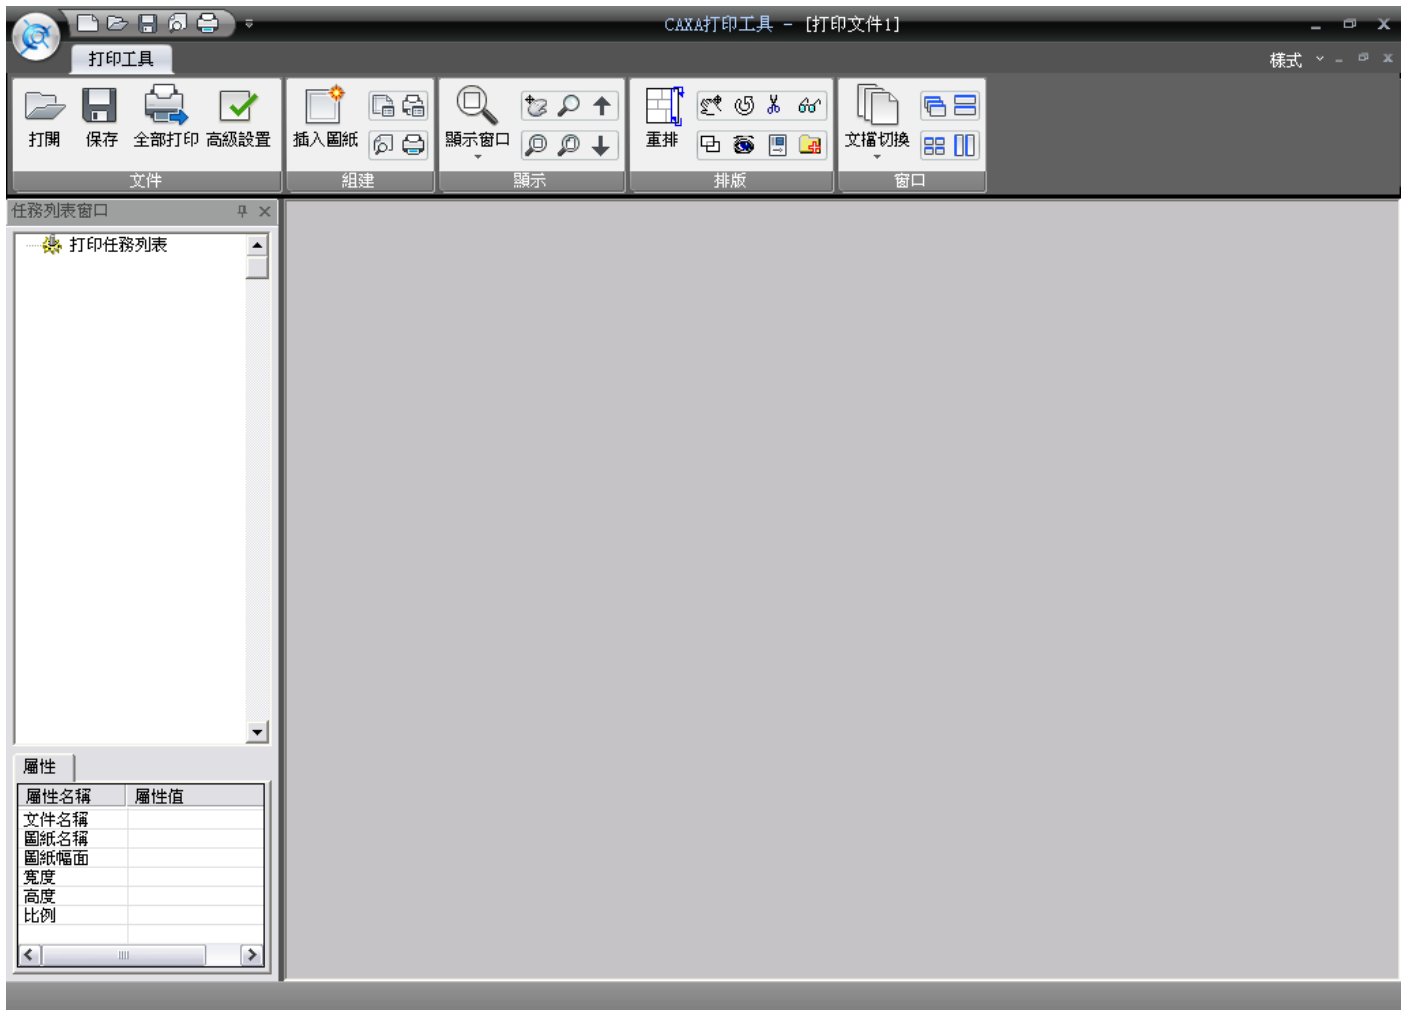 CAXA打印工具 - [打印文件1]
打印工具
樣式
打開
保存
全部打印
高級設置
文件
插入圖紙
組建
顯示窗口
顯示
重排
排版
文檔切換
窗口
任務列表窗口
打印任務列表
屬性
屬性名稱 屬性值
文件名稱
圖紙名稱
圖紙幅面
寬度
高度
比例